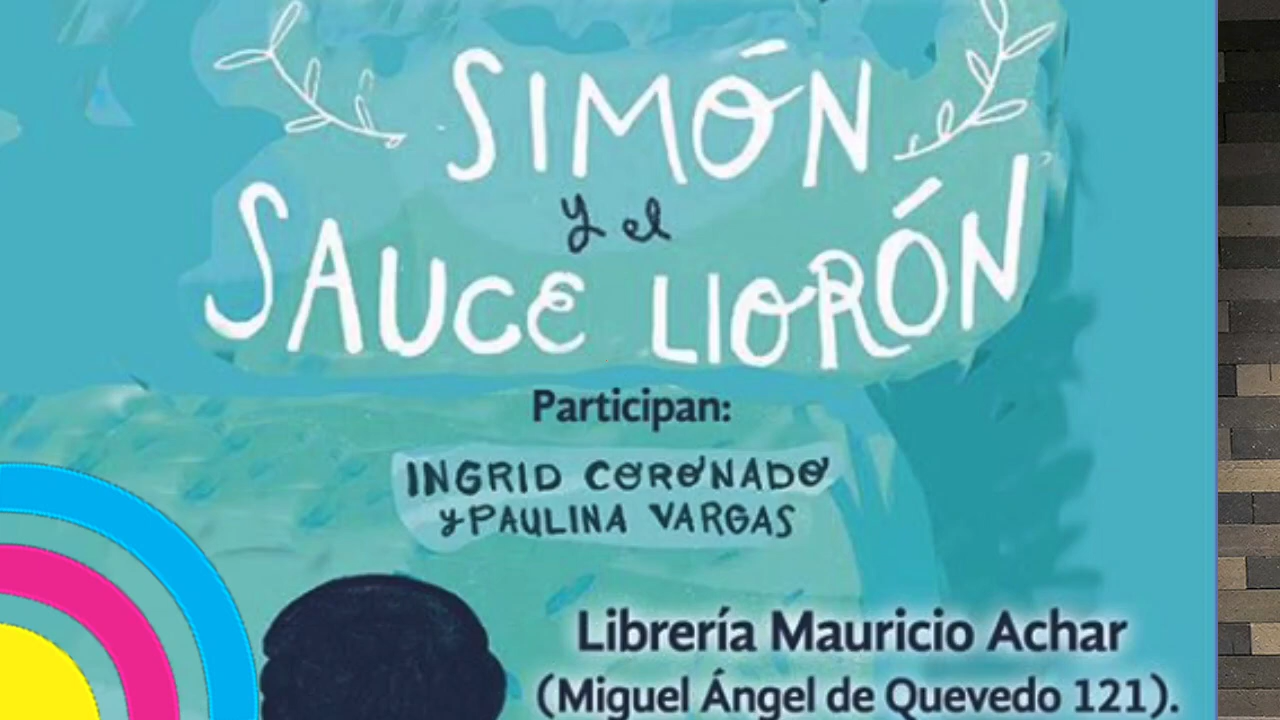 SIMÓN
y el
SAUCE LLORÓN
Participan:
INGRID CORONADO
y PAULINA VARGAS
Librería Mauricio Achar
(Miguel Ángel de Quevedo 121).